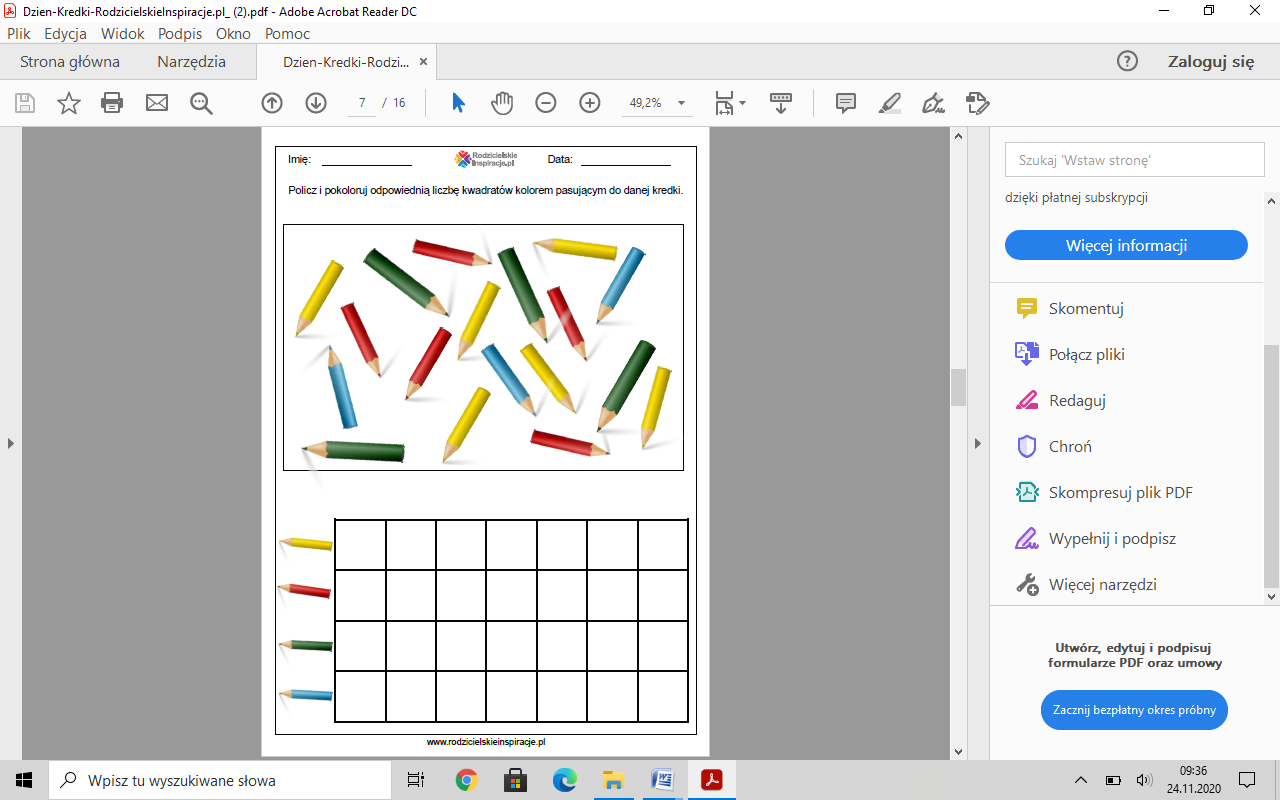 Dzien-Kredki-RodzicielskieInspiracje.pl_ (2).pdf - Adobe Acrobat Reader DC
Plik Edycja Widok Podpis Okno Pomoc
Strona główna Narzędzia Dzien-Kredki-Rodzi... Zaloguj się
7 / 16 49,2%
Imię: Rodzicielskie Inspiracje.pl Data:
Policz i pokoloruj odpowiednią liczbę kwadratów kolorem pasującym do danej kredki.
www.rodzicielskieinspiracje.pl
Szukaj 'Wstaw stronę'
dzięki płatnej subskrypcji
Więcej informacji
Skomentuj
Połącz pliki
Redaguj
Chroń
Skompresuj plik PDF
Wypełnij i podpisz
Więcej narzędzi
Utwórz, edytuj i podpisuj
formularze PDF oraz umowy
Zacznij bezpłatny okres próbny
Wpisz tu wyszukiwane słowa
09:36
24.11.2020